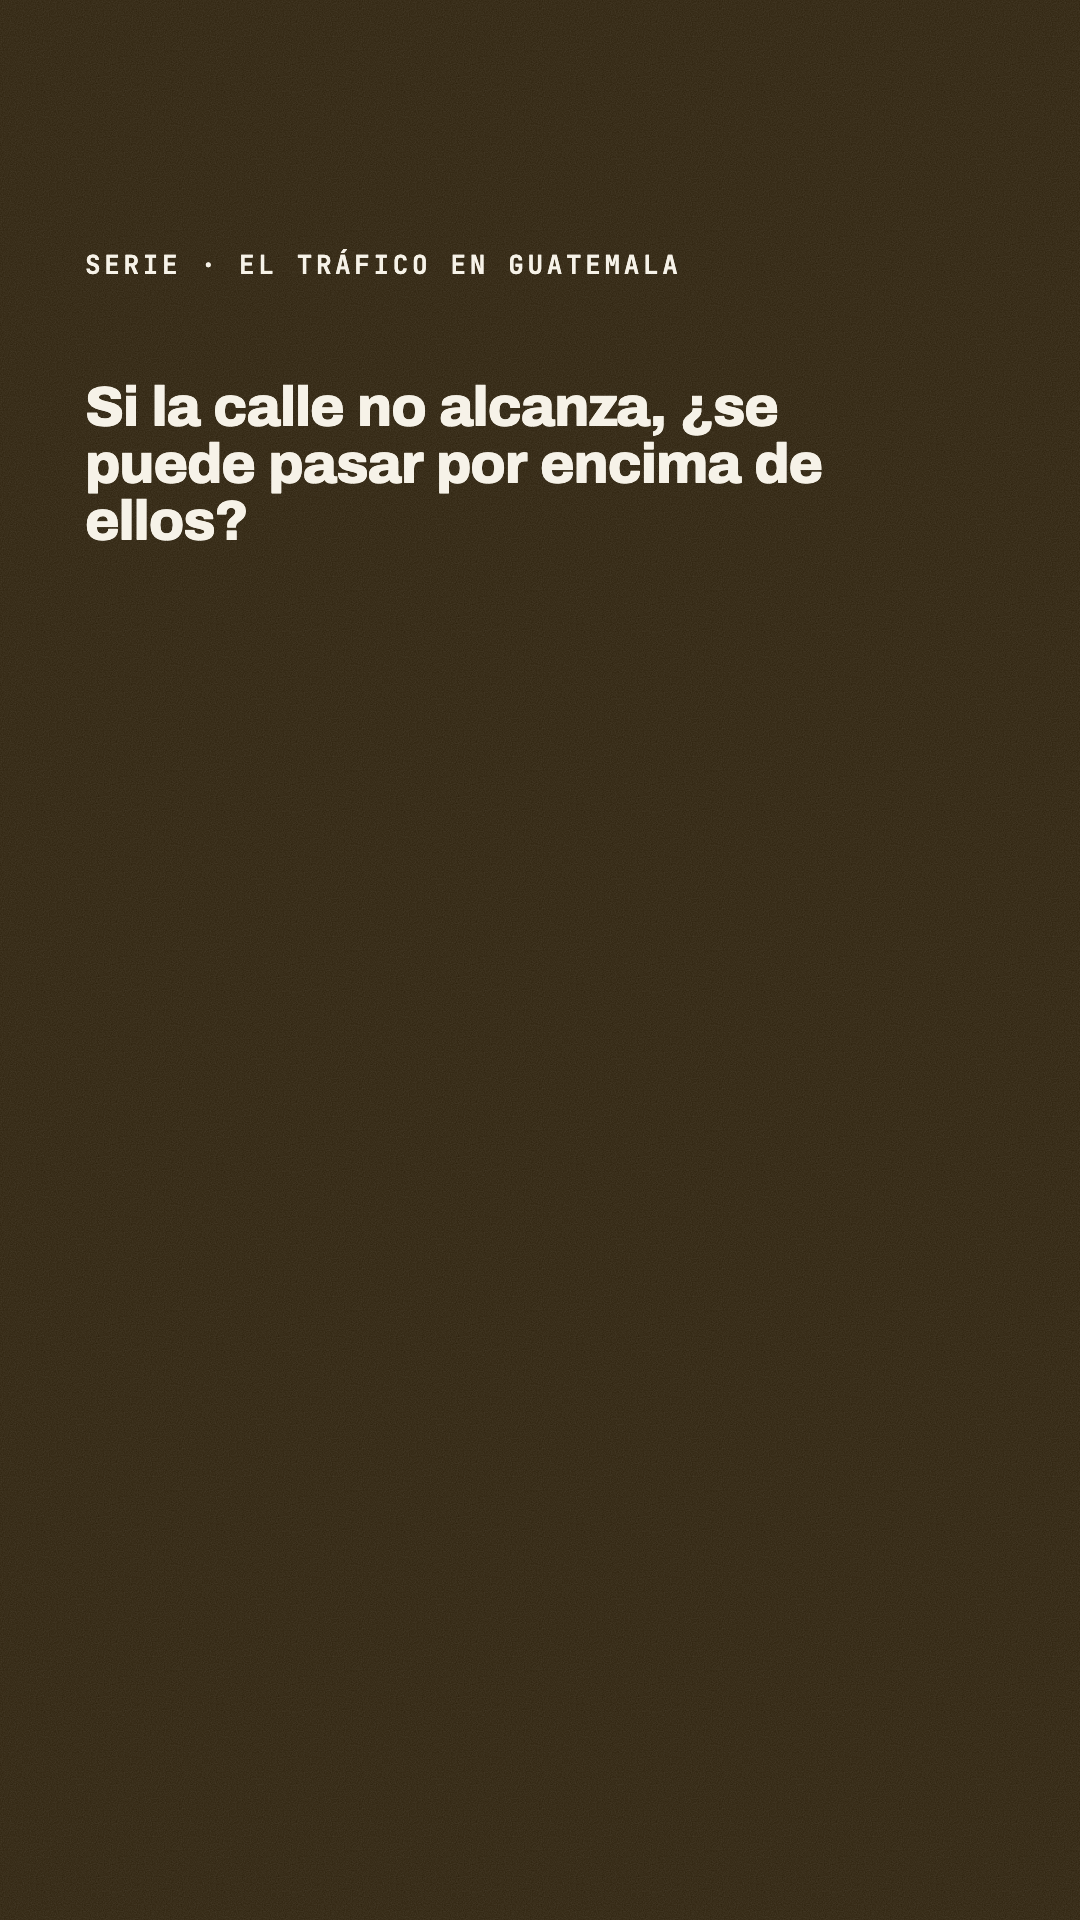 SERIE · EL TRÁFICO EN GUATEMALA
Si la calle no alcanza, ¿se
puede pasar por encima de
ellos?